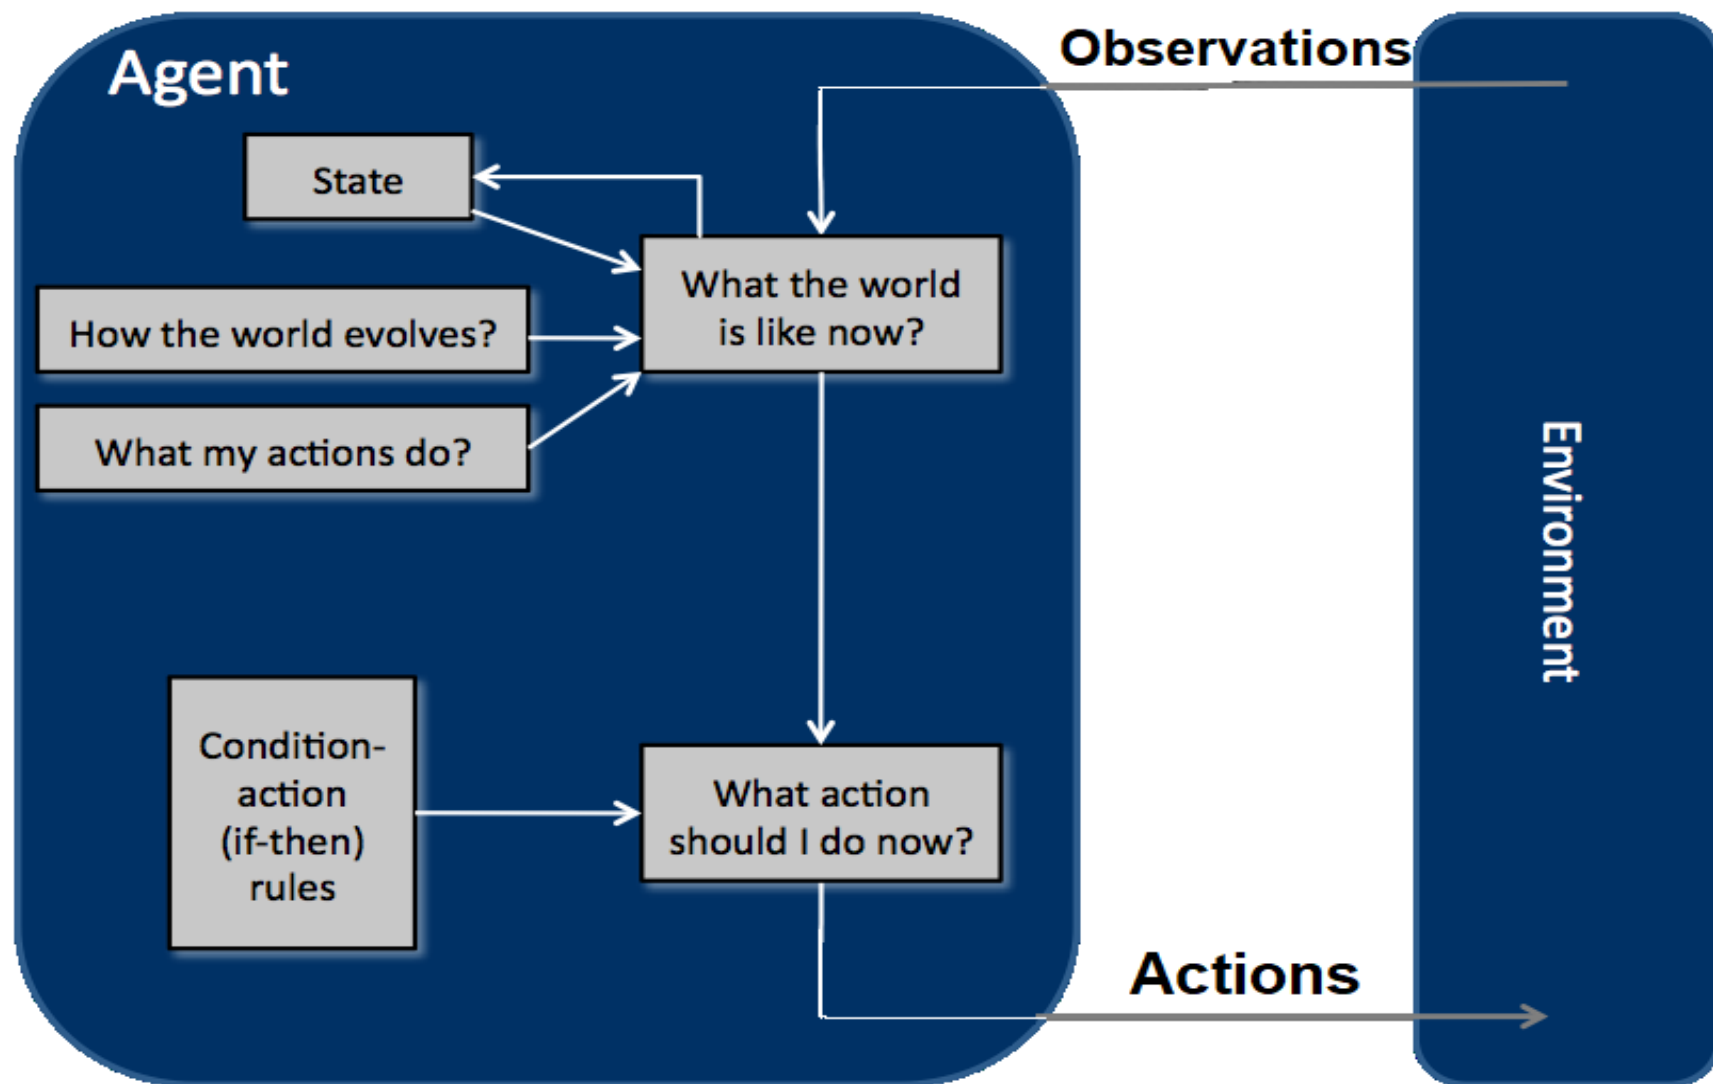 Agent
Observations
State
What the world
is like now?
How the world evolves?
What my actions do?
Environment
Condition-
action
(if-then)
rules
What action
should I do now?
Actions